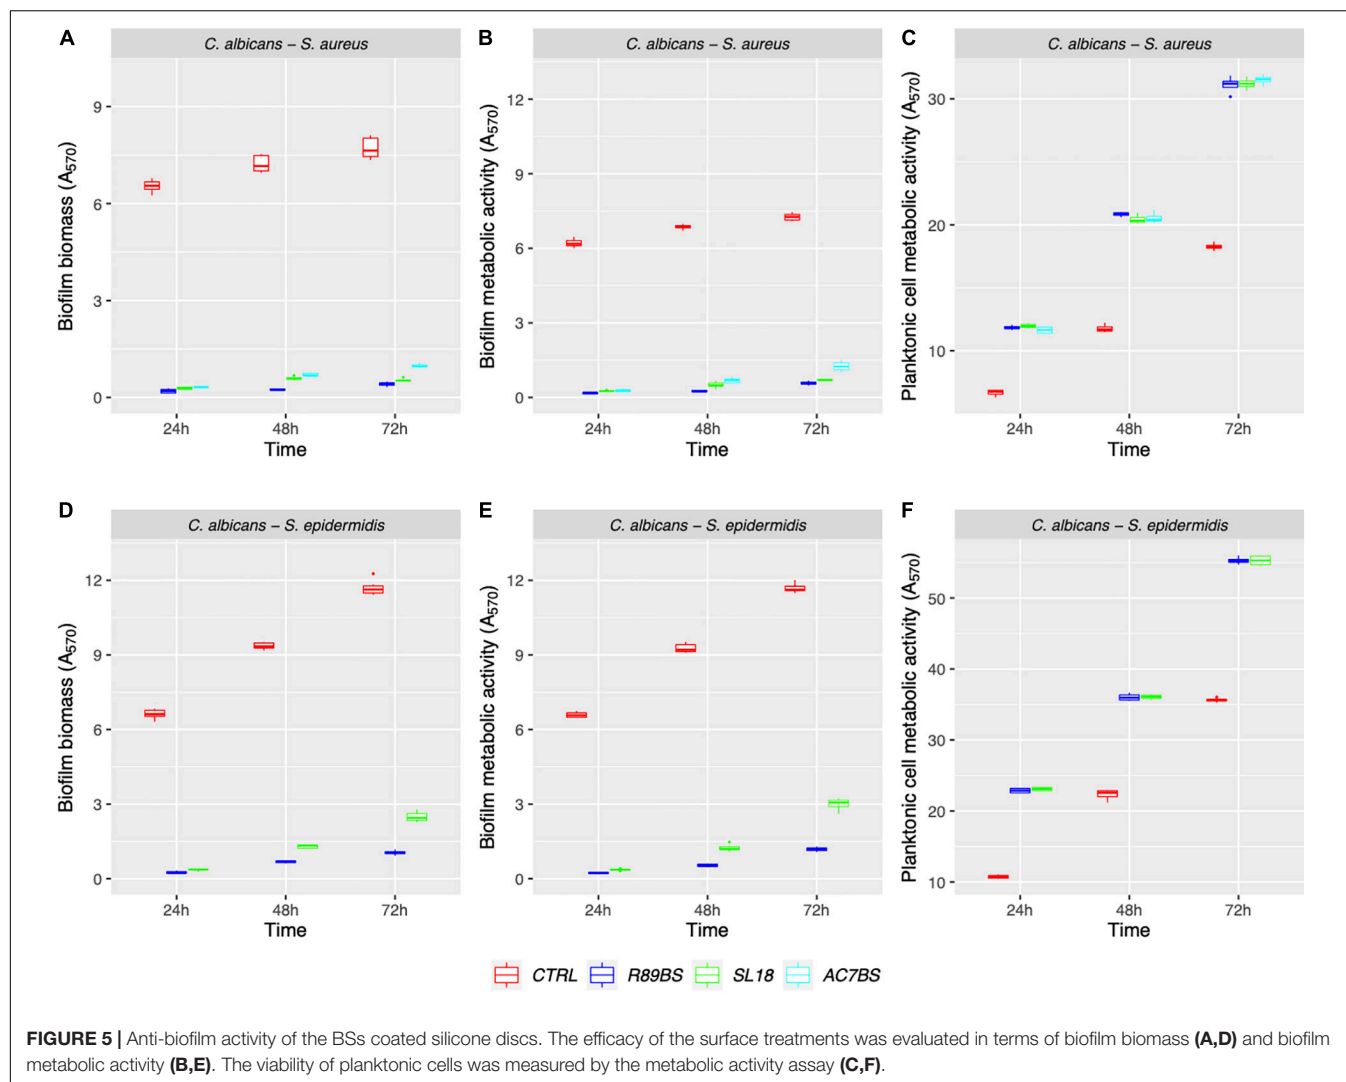 A
C. albicans – S. aureus
Biofilm biomass (A570)
9
6
3
0
24h 48h 72h
Time
B
C. albicans – S. aureus
Biofilm metabolic activity (A570)
12
9
6
3
0
24h 48h 72h
Time
C
C. albicans – S. aureus
Planktonic cell metabolic activity (A570)
30
20
10
24h 48h 72h
Time
D
C. albicans – S. epidermidis
Biofilm biomass (A570)
12
9
6
3
0
24h 48h 72h
Time
E
C. albicans – S. epidermidis
Biofilm metabolic activity (A570)
12
9
6
3
0
24h 48h 72h
Time
F
C. albicans – S. epidermidis
Planktonic cell metabolic activity (A570)
50
40
30
20
10
24h 48h 72h
Time
CTRL R89BS SL18 AC7BS
FIGURE 5 | Anti-biofilm activity of the BSs coated silicone discs. The efficacy of the surface treatments was evaluated in terms of biofilm biomass (A,D) and biofilm
metabolic activity (B,E). The viability of planktonic cells was measured by the metabolic activity assay (C,F).